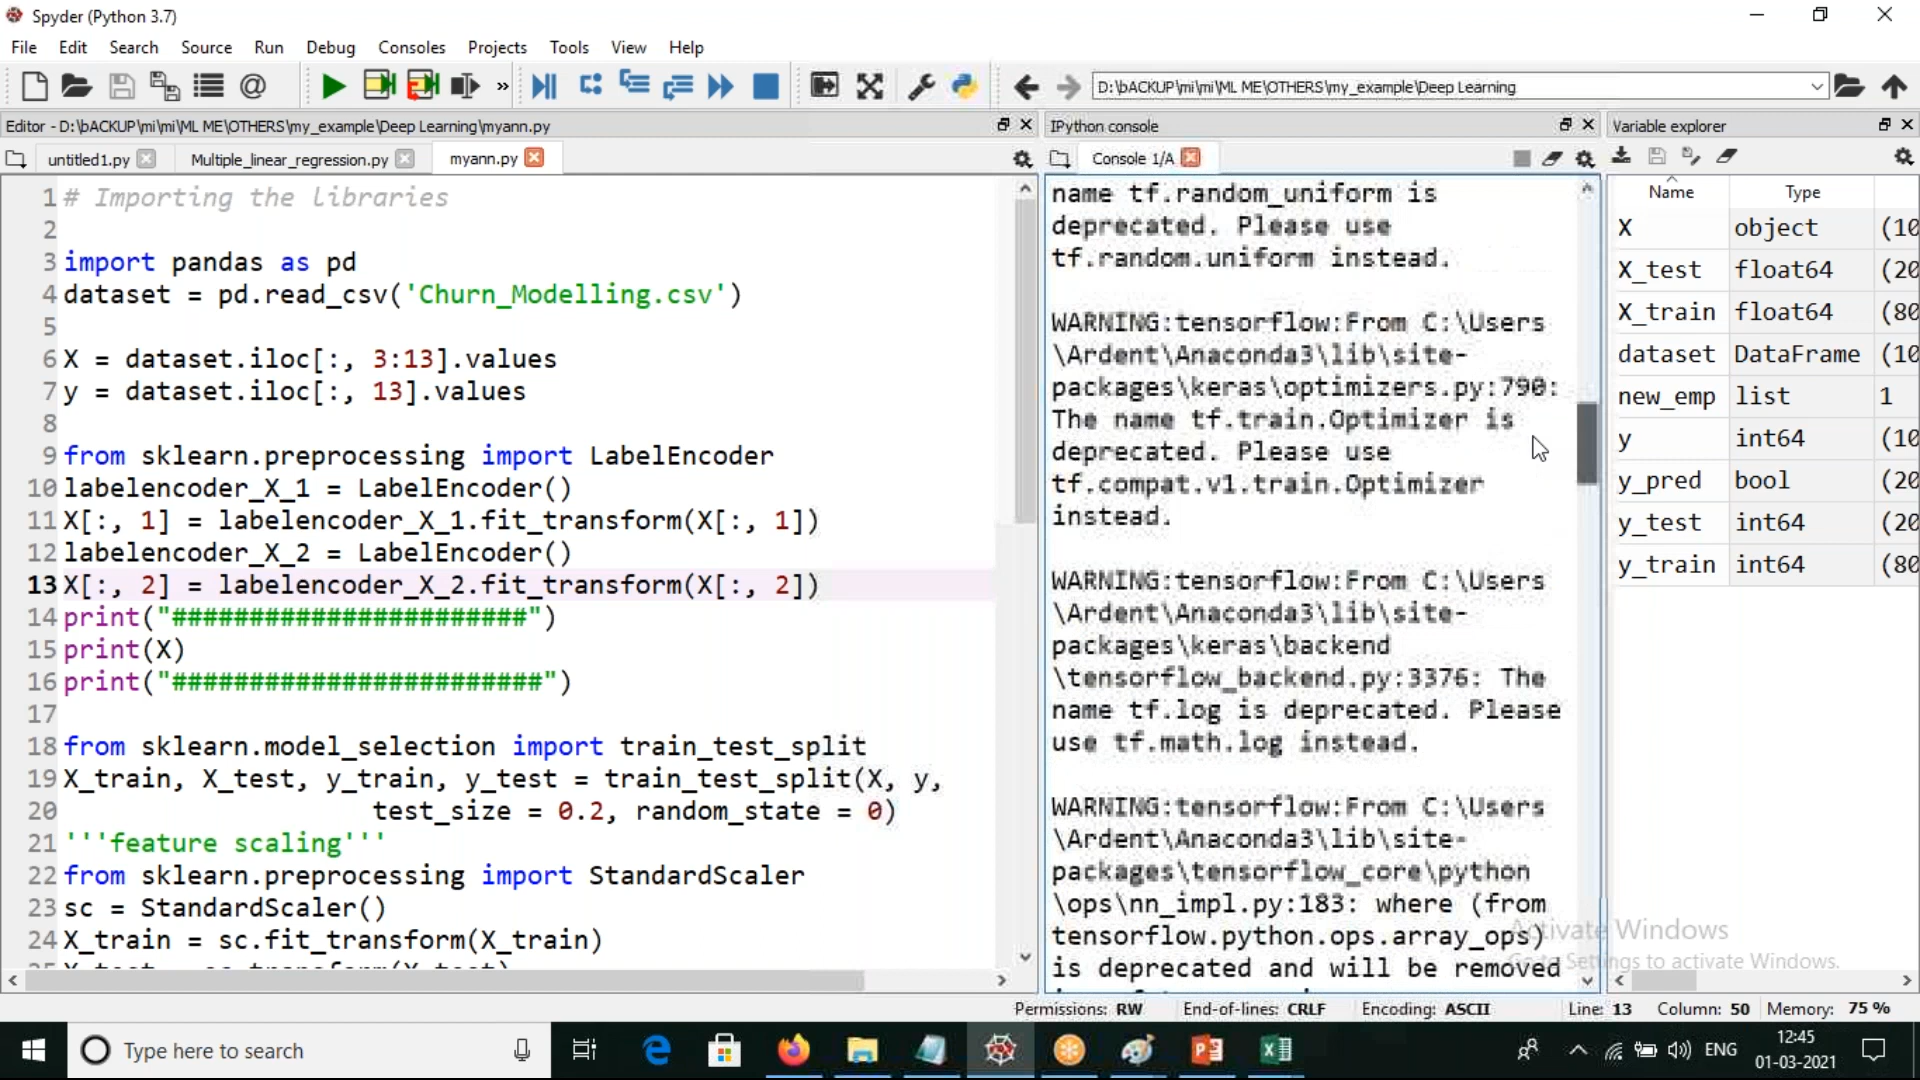 Spyder (Python 3.7)
File Edit Search Source Run Debug Consoles Projects Tools View Help
D:\bACKUP\mi\mi\ML ME\OTHERS\my_example\Deep Learning
Editor - D:\bACKUP\mi\mi\ML ME\OTHERS\my_example\Deep Learning\myann.py
untitled1.py Multiple_linear_regression.py myann.py
1 # Importing the libraries
2
3 import pandas as pd
4 dataset = pd.read_csv('Churn_Modelling.csv')
5
6 X = dataset.iloc[:, 3:13].values
7 y = dataset.iloc[:, 13].values
8
9 from sklearn.preprocessing import LabelEncoder
10 labelencoder_X_1 = LabelEncoder()
11 X[:, 1] = labelencoder_X_1.fit_transform(X[:, 1])
12 labelencoder_X_2 = LabelEncoder()
13 X[:, 2] = labelencoder_X_2.fit_transform(X[:, 2])
14 print("#######################")
15 print(X)
16 print("########################")
17
18 from sklearn.model_selection import train_test_split
19 X_train, X_test, y_train, y_test = train_test_split(X, y,
20 test_size = 0.2, random_state = 0)
21 '''feature scaling'''
22 from sklearn.preprocessing import StandardScaler
23 sc = StandardScaler()
24 X_train = sc.fit_transform(X_train)
IPython console
Console 1/A
name tf.random_uniform is
deprecated. Please use
tf.random.uniform instead.
WARNING:tensorflow:From C:\Users
\Ardent\Anaconda3\lib\site-
packages\keras\optimizers.py:790:
The name tf.train.Optimizer is
deprecated. Please use
tf.compat.v1.train.Optimizer
instead.
WARNING:tensorflow:From C:\Users
\Ardent\Anaconda3\lib\site-
packages\keras\backend
\tensorflow_backend.py:3376: The
name tf.log is deprecated. Please
use tf.math.log instead.
WARNING:tensorflow:From C:\Users
\Ardent\Anaconda3\lib\site-
packages\tensorflow_core\python
\ops\nn_impl.py:183: where (from
tensorflow.python.ops.array_ops)
is deprecated and will be removed
Variable explorer
Name Type
X object (10
X_test float64 (20
X_train float64 (80
dataset DataFrame (10
new_emp list 1
y int64 (10
y_pred bool (20
y_test int64 (20
y_train int64 (80
Activate Windows
Go to Settings to activate Windows.
Permissions: RW End-of-lines: CRLF Encoding: ASCII Line: 13 Column: 50 Memory: 75 %
Type here to search
ENG
12:45
01-03-2021